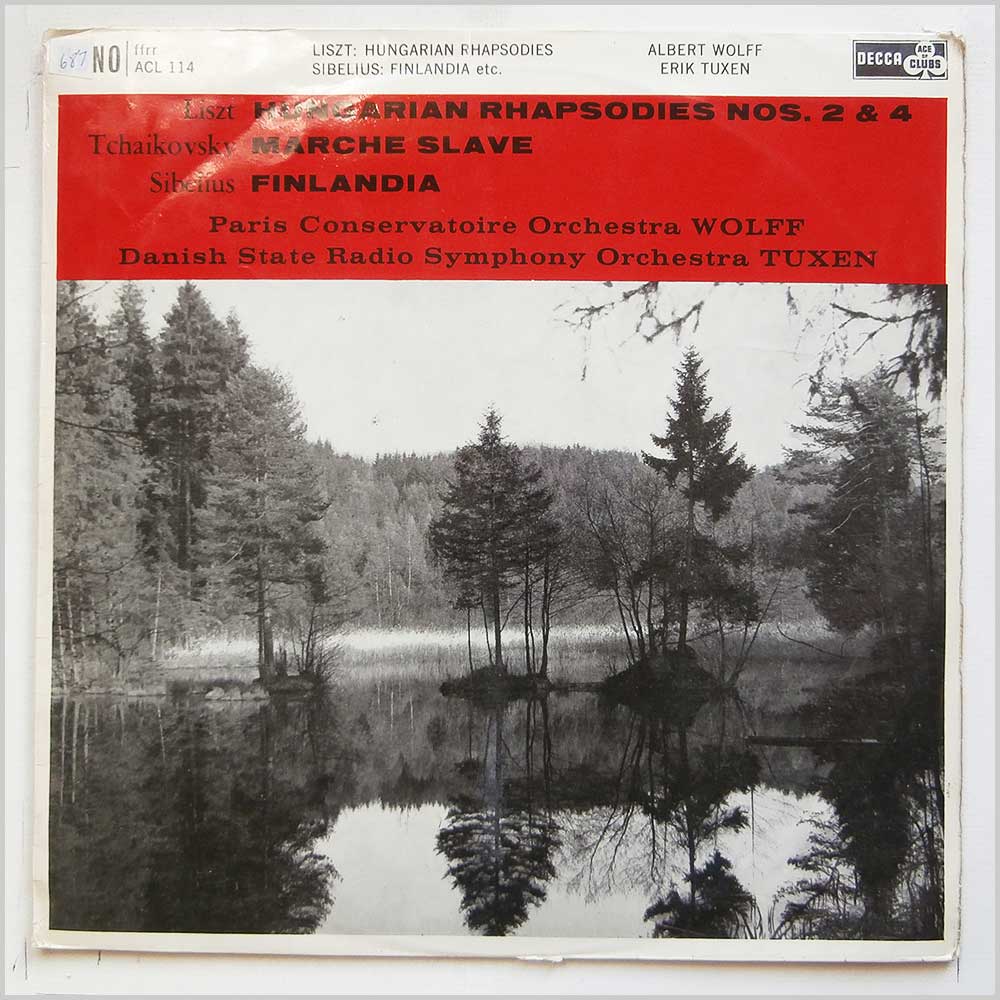 687
NO
ffrr
ACL 114
LISZT: HUNGARIAN RHAPSODIES
SIBELIUS: FINLANDIA etc.
ALBERT WOLFF
ERIK TUXEN
DECCA
ACE OF CLUBS
Liszt HUNGARIAN RHAPSODIES NOS. 2 & 4
Tchaikovsky MARCHE SLAVE
Sibelius FINLANDIA
Paris Conservatoire Orchestra WOLFF
Danish State Radio Symphony Orchestra TUXEN